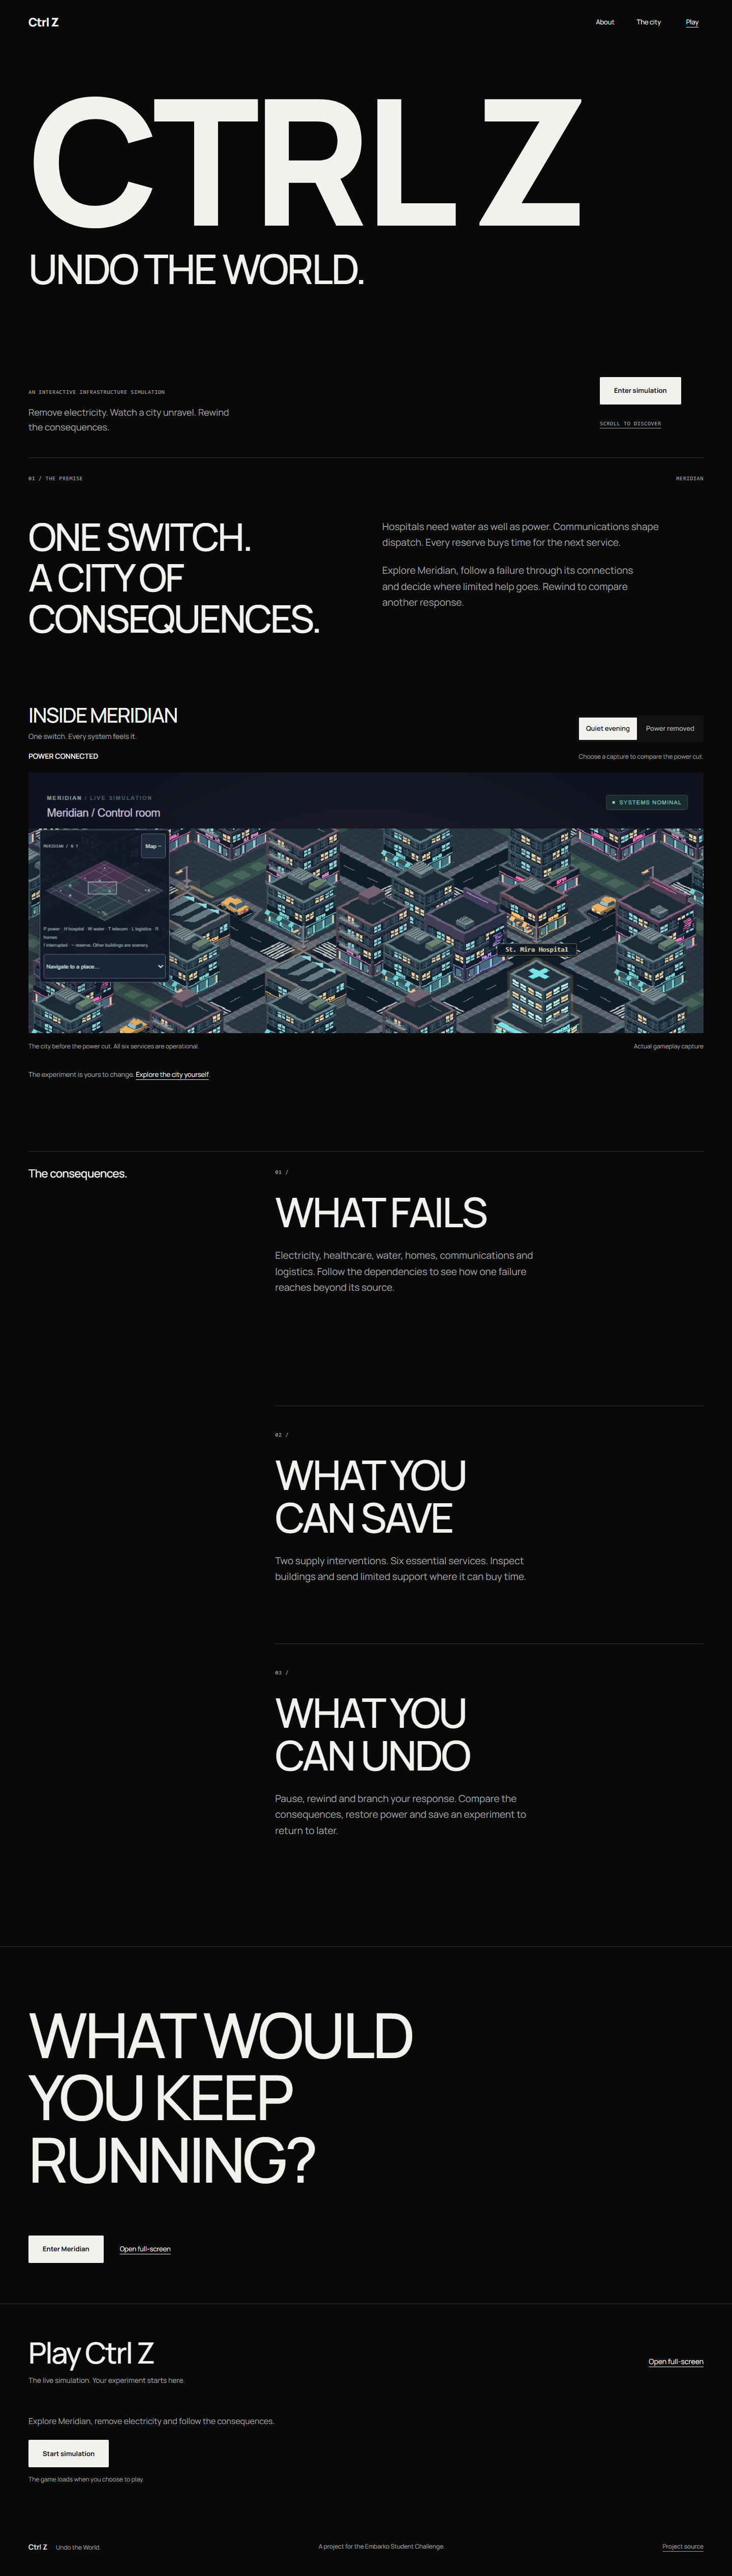 Ctrl Z
About
The city
Play
CTRL Z
UNDO THE WORLD.
AN INTERACTIVE INFRASTRUCTURE SIMULATION
Remove electricity. Watch a city unravel. Rewind
the consequences.
Enter simulation
SCROLL TO DISCOVER
01 / THE PREMISE
MERIDIAN
ONE SWITCH.
A CITY OF
CONSEQUENCES.
Hospitals need water as well as power. Communications shape
dispatch. Every reserve buys time for the next service.
Explore Meridian, follow a failure through its connections
and decide where limited help goes. Rewind to compare
another response.
INSIDE MERIDIAN
One switch. Every system feels it.
Quiet evening
Power removed
POWER CONNECTED
Choose a capture to compare the power cut.
MERIDIAN / LIVE SIMULATION
Meridian / Control room
SYSTEMS NOMINAL
MERIDIAN / N ↑
Map −
P power · H hospital · W water · T telecom · L logistics · R
homes
! interrupted · ~ reserve. Other buildings are scenery.
Navigate to a place...
St. Mira Hospital
The city before the power cut. All six services are operational.
Actual gameplay capture
The experiment is yours to change. Explore the city yourself.
The consequences.
01 /
WHAT FAILS
Electricity, healthcare, water, homes, communications and
logistics. Follow the dependencies to see how one failure
reaches beyond its source.
02 /
WHAT YOU
CAN SAVE
Two supply interventions. Six essential services. Inspect
buildings and send limited support where it can buy time.
03 /
WHAT YOU
CAN UNDO
Pause, rewind and branch your response. Compare the
consequences, restore power and save an experiment to
return to later.
WHAT WOULD
YOU KEEP
RUNNING?
Enter Meridian
Open full-screen
Play Ctrl Z
The live simulation. Your experiment starts here.
Open full-screen
Explore Meridian, remove electricity and follow the consequences.
Start simulation
The game loads when you choose to play.
Ctrl Z
Undo the World.
A project for the Embarko Student Challenge.
Project source